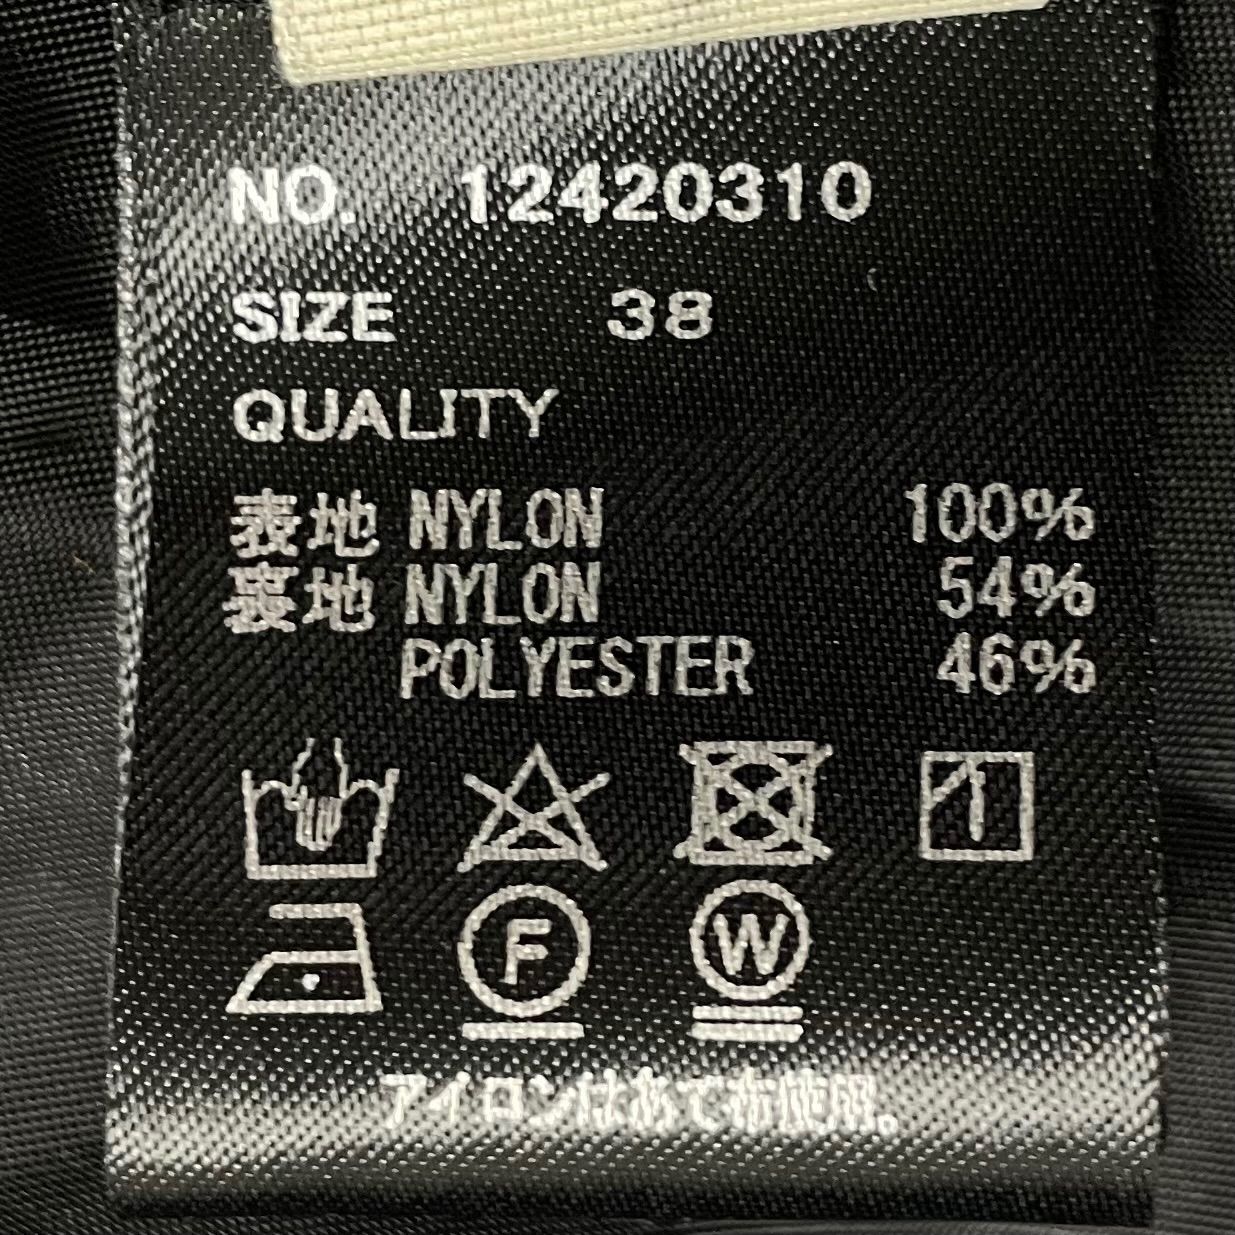 NO. 12420310
SIZE 38
QUALITY
表地 NYLON 100%
裏地 NYLON 54%
POLYESTER 46%
F W
アイロンはあて布使用。